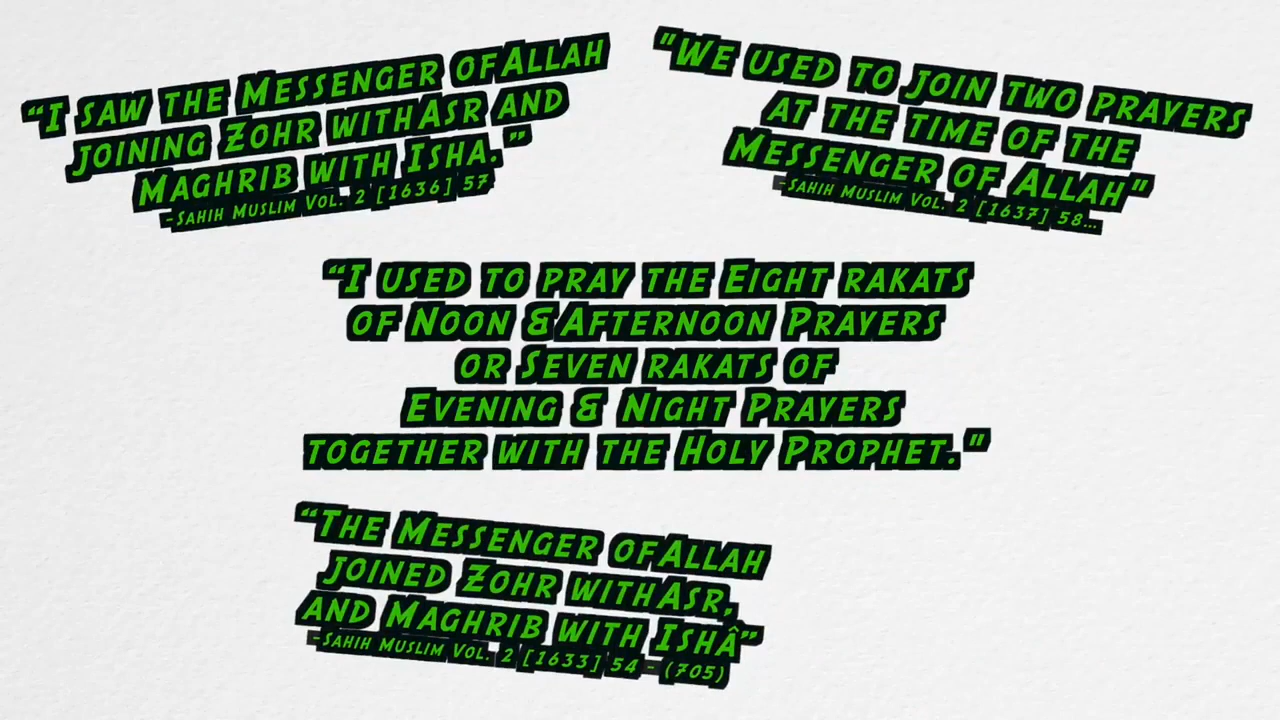 “I saw the Messenger of Allah
joining Zohr with Asr and
Maghrib with Isha.”
-Sahih Muslim Vol. 2 [1636] 57
"We used to join two prayers
at the time of the
Messenger of Allah”
-Sahih Muslim Vol. 2 [1637] 58...
“I used to pray the Eight rakats
of Noon & Afternoon Prayers
or Seven rakats of
Evening & Night Prayers
together with the Holy Prophet."
“The Messenger of Allah
joined Zohr with Asr,
and Maghrib with Ishâ”
-Sahih Muslim Vol. 2 [1633] 54 - (705)